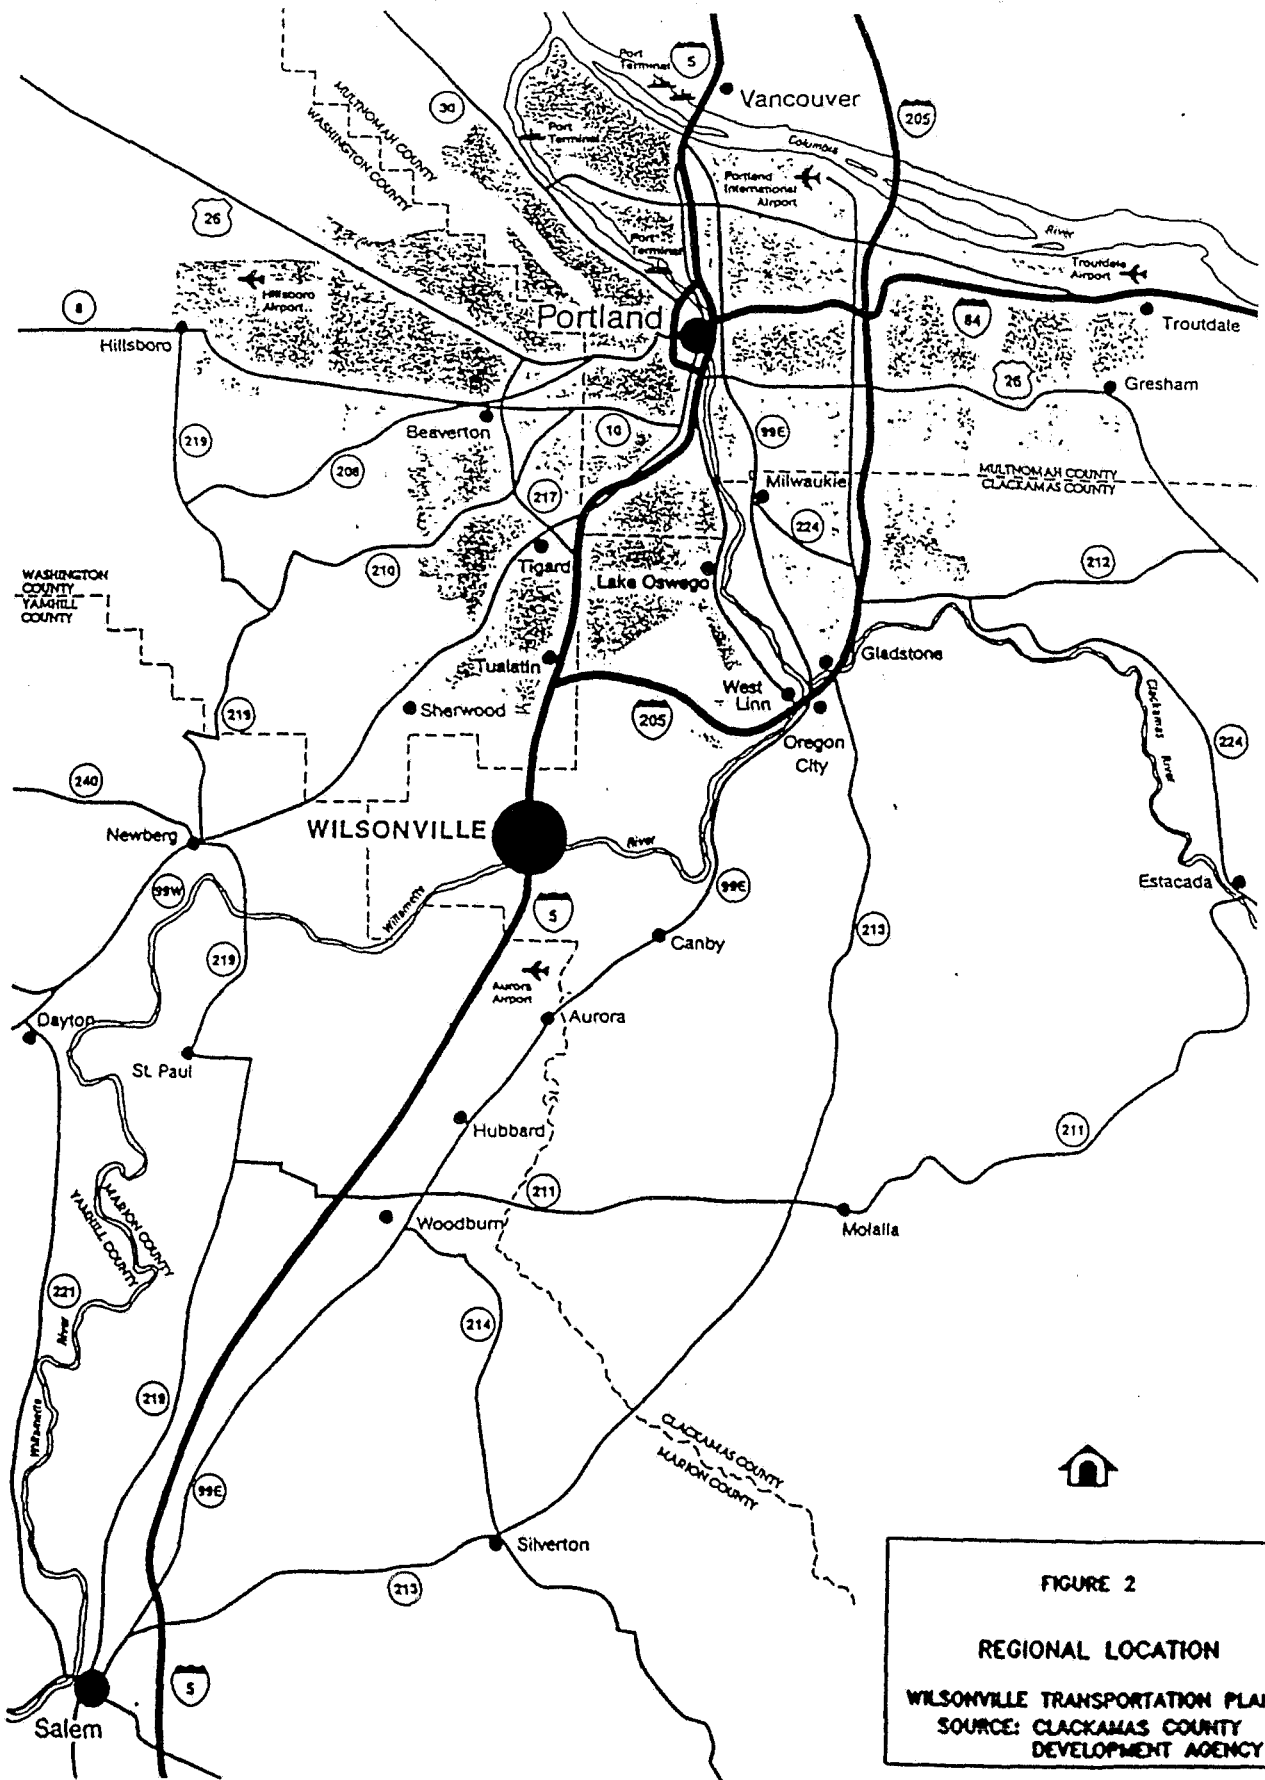 Port
Terminal
5
Vancouver
30
MULTNOMAH COUNTY
WASHINGTON COUNTY
205
Port
Terminal
Columbia
River
Portland
International
Airport
26
Port
Terminal
Troutdale
Airport
Hillsboro
Airport
8
Portland
84
Troutdale
Hillsboro
26
Gresham
219
Beaverton
10
99E
208
MULTNOMAH COUNTY
CLACKAMAS COUNTY
Milwaukie
217
224
210
Tigard
Lake Oswego
212
WASHINGTON
COUNTY
YAMHILL
COUNTY
Tualatin
Gladstone
West
Linn
Clackamas
River
219
Sherwood
205
Oregon
City
224
240
Newberg
WILSONVILLE
River
Willamette
99W
99E
Estacada
5
219
Canby
213
Aurora
Airport
Aurora
Dayton
St. Paul
Hubbard
211
211
MARION COUNTY
YAMHILL COUNTY
Woodburn
Molalla
221
River
Willamette
214
219
CLACKAMAS COUNTY
MARION COUNTY
99E
Silverton
213
5
Salem
FIGURE 2
REGIONAL LOCATION
WILSONVILLE TRANSPORTATION PLAN
SOURCE: CLACKAMAS COUNTY
DEVELOPMENT AGENCY